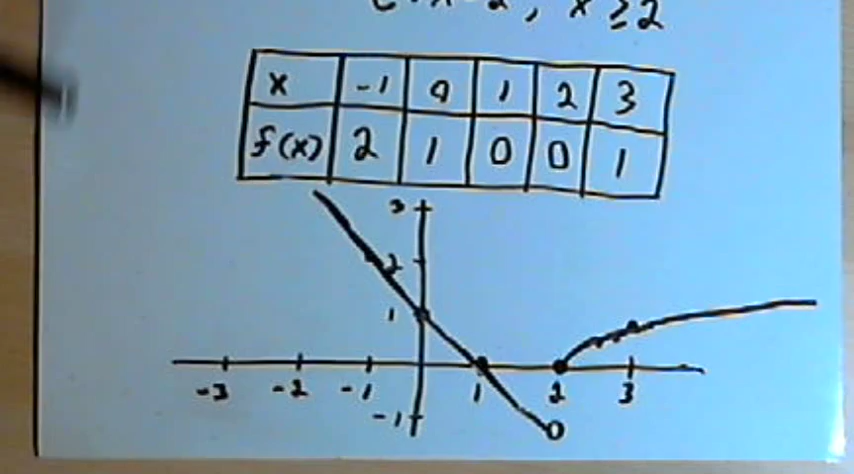 x - 2, x ≥ 2
x -1 0 1 2 3
f(x) 2 1 0 0 1
3
2
1
-3 -2 -1 1 2 3
-1